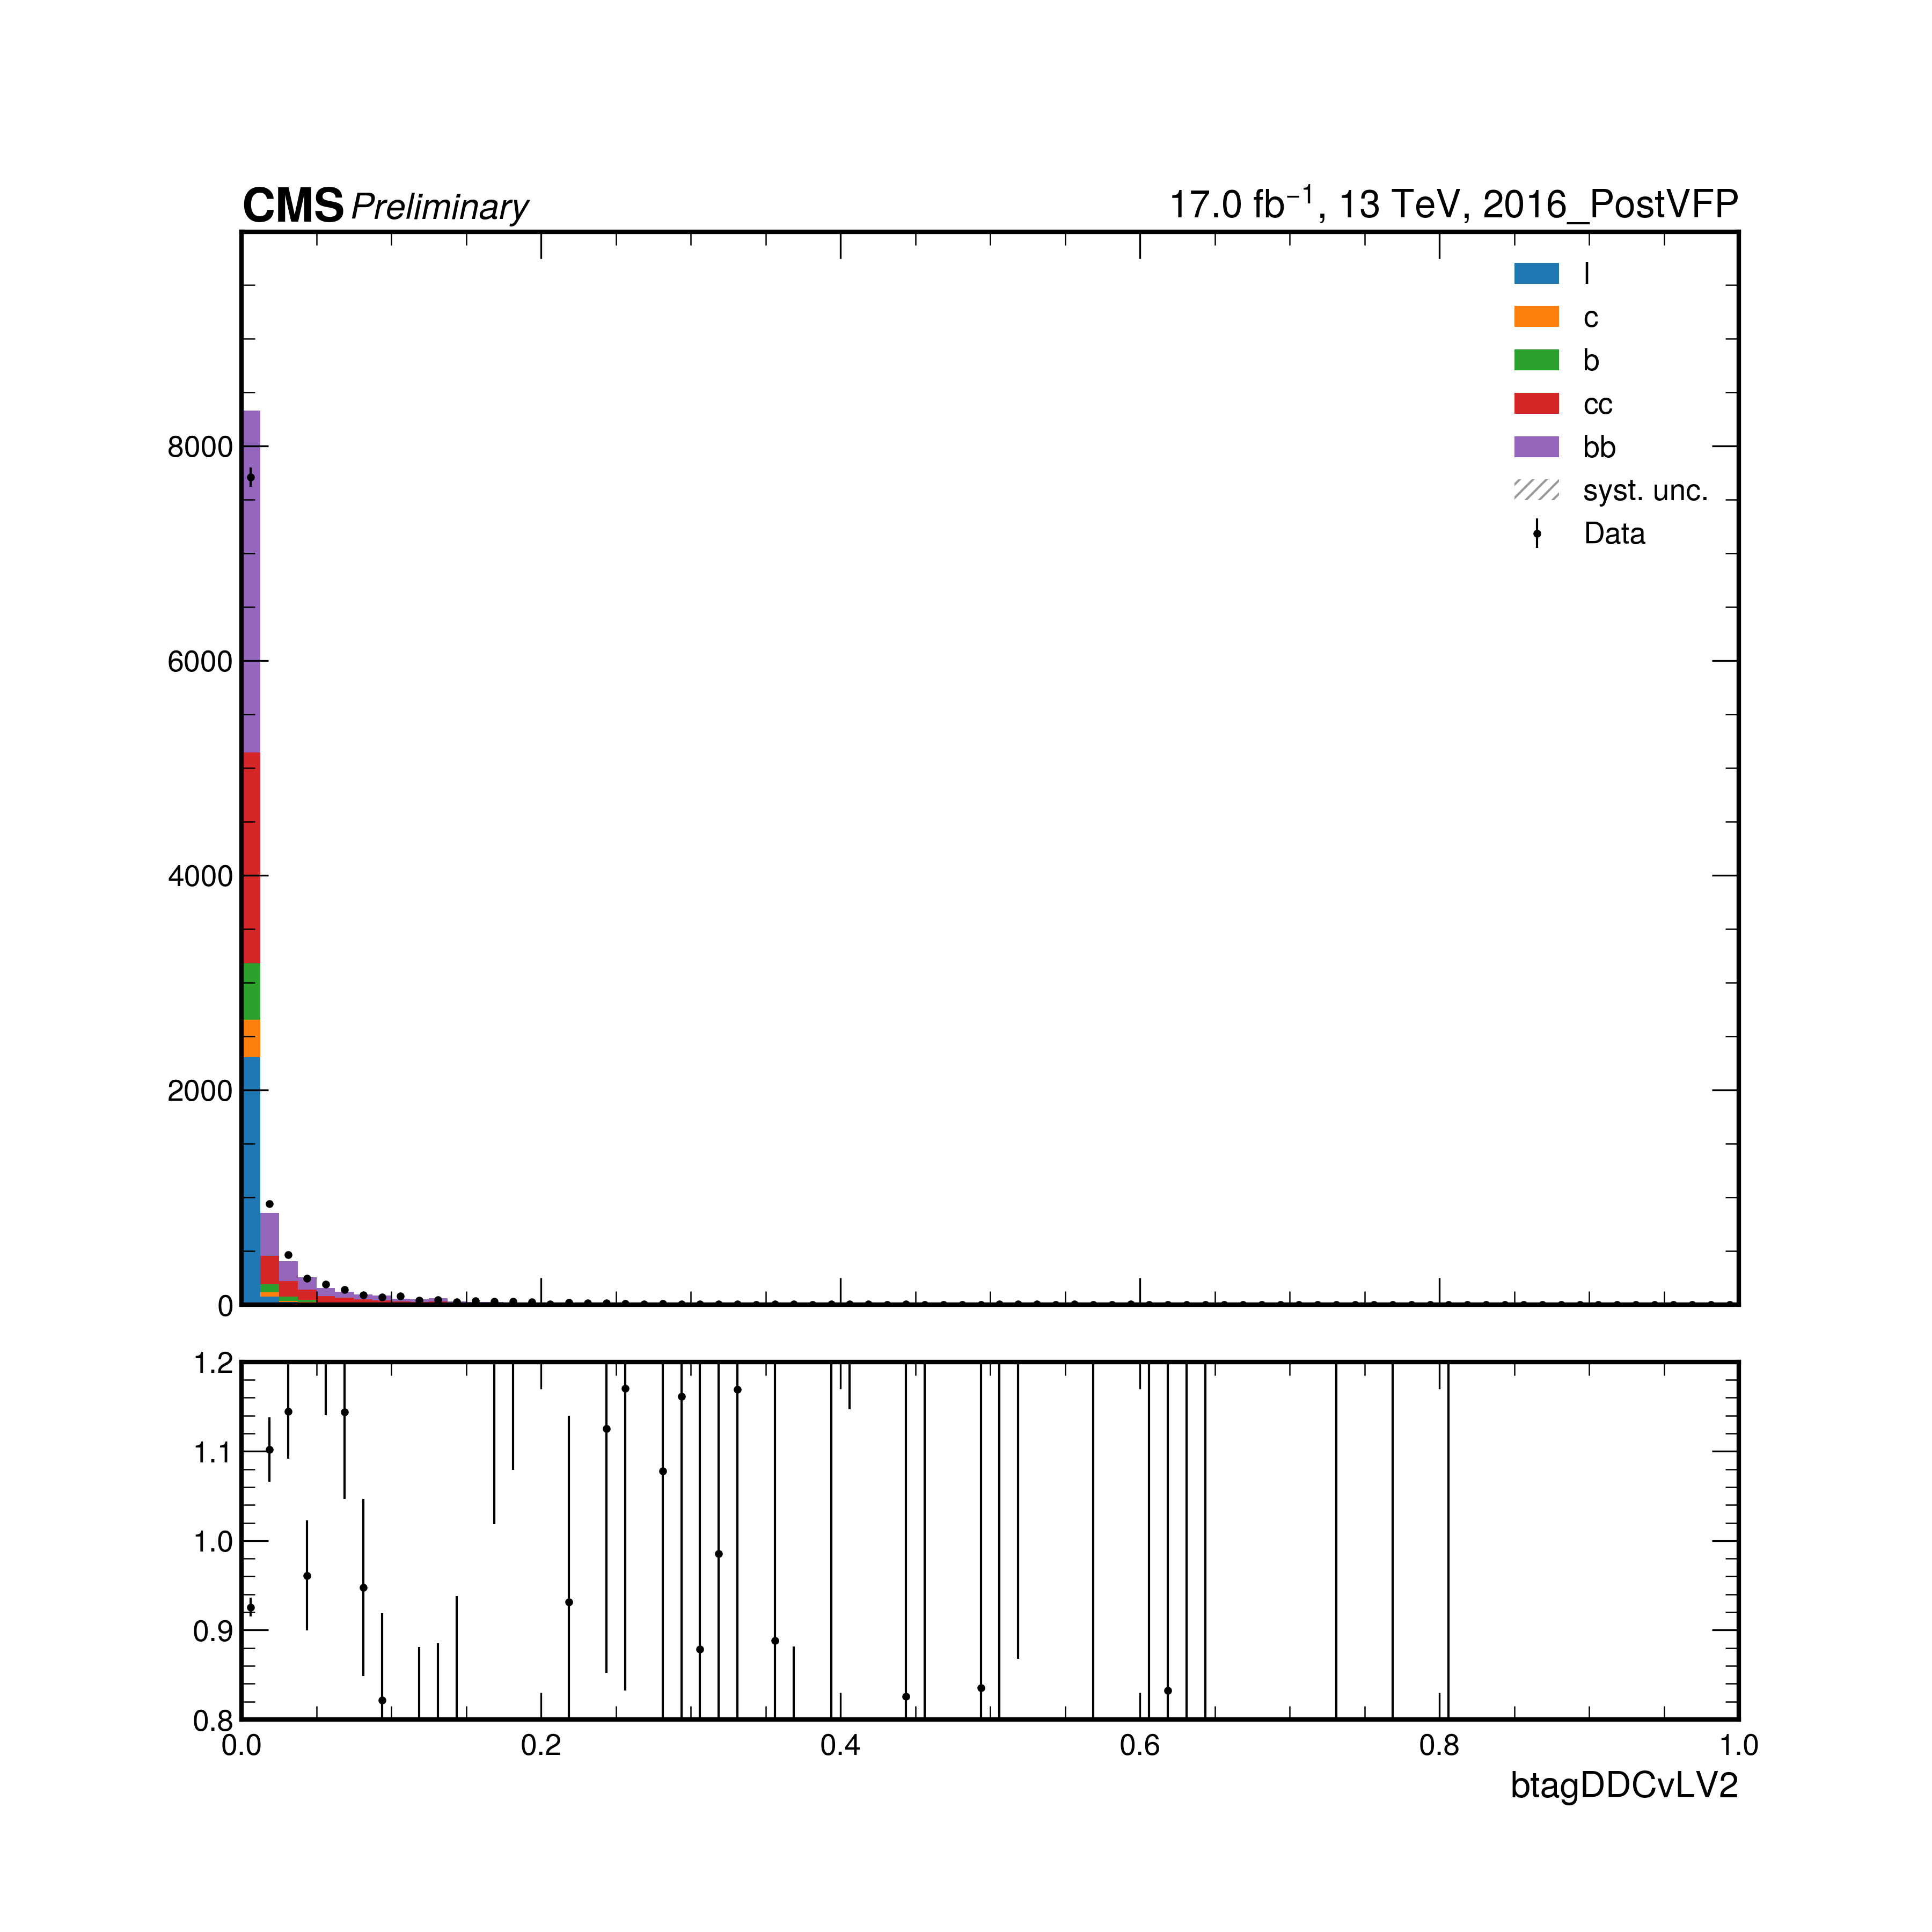 CMS Preliminary
17.0 fb⁻¹, 13 TeV, 2016_PostVFP
l
c
b
cc
bb
syst. unc.
Data
8000
6000
4000
2000
0
1.2
1.1
1.0
0.9
0.8
0.0 0.2 0.4 0.6 0.8 1.0
btagDDCvLV2